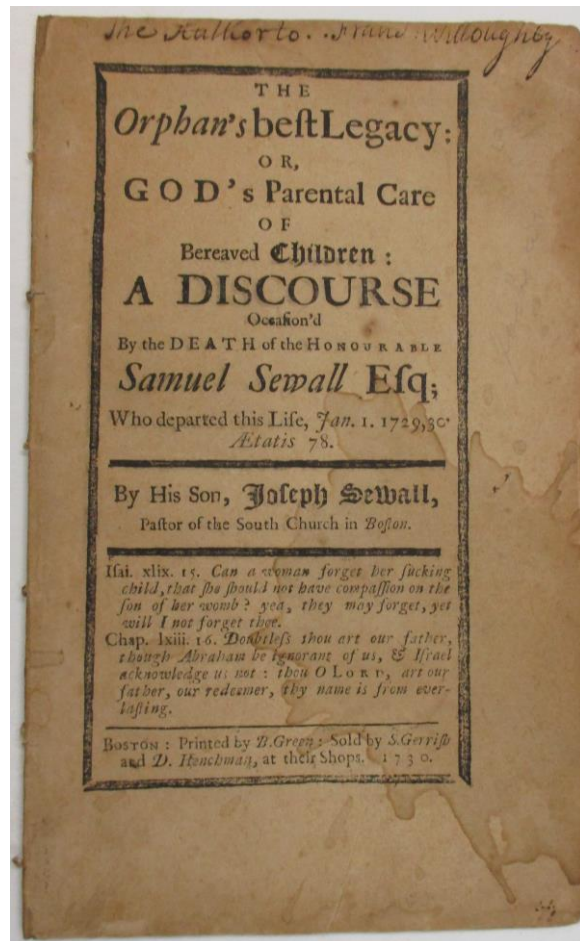 The Authorto.. Franc Willoughby
THE
Orphan's beſt Legacy:
OR,
GOD's Parental Care
OF
Bereaved Children:
A DISCOURSE
Occaſion'd
By the DEATH of the HONOURABLE
Samuel Sewall Eſq;
Who departed this Life, Jan. 1. 1729,30.
Ætatis 78.
By His Son, Joſeph Sewall,
Paſtor of the South Church in Boſton.
Iſai. xlix. 15. Can a woman forget her ſucking
child, that ſhe ſhould not have compaſſion on the
ſon of her womb? yea, they may forget, yet
will I not forget thee.
Chap. lxiii. 16. Doubtleſs thou art our father,
though Abraham be ignorant of us, & Iſrael
acknowledge us not: thou O LORD, art our
father, our redeemer, thy name is from ever-
laſting.
BOSTON: Printed by B. Green: Sold by S. Gerriſh
and D. Henchman, at their Shops. 1730.